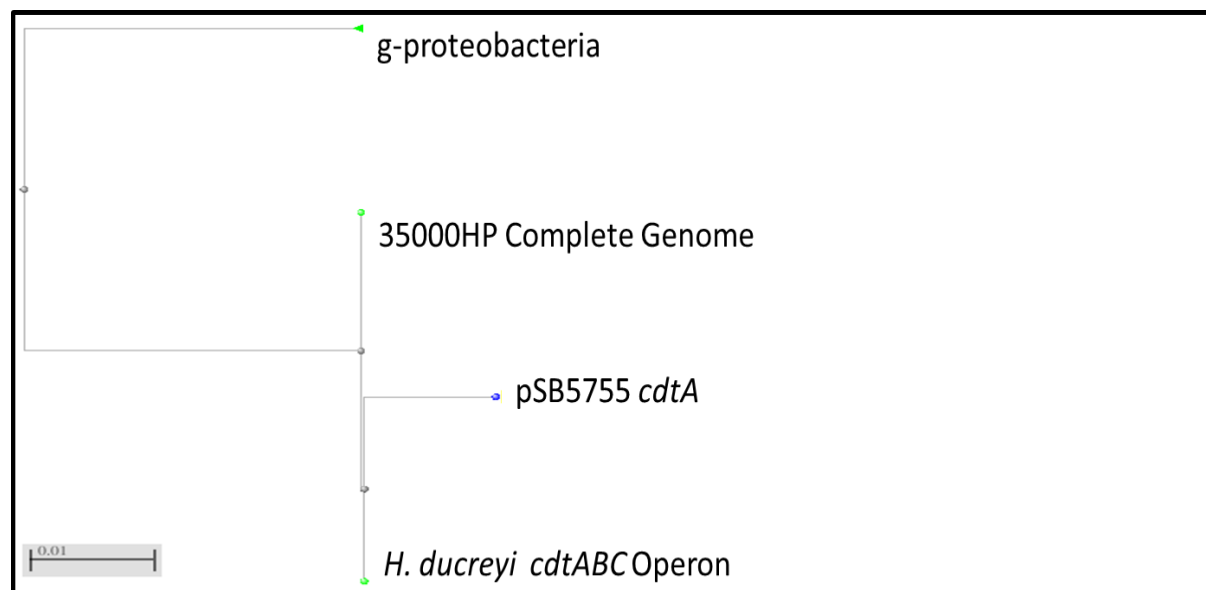 g-proteobacteria
35000HP Complete Genome
pSB5755 cdtA
0.01
H. ducreyi cdtABC Operon